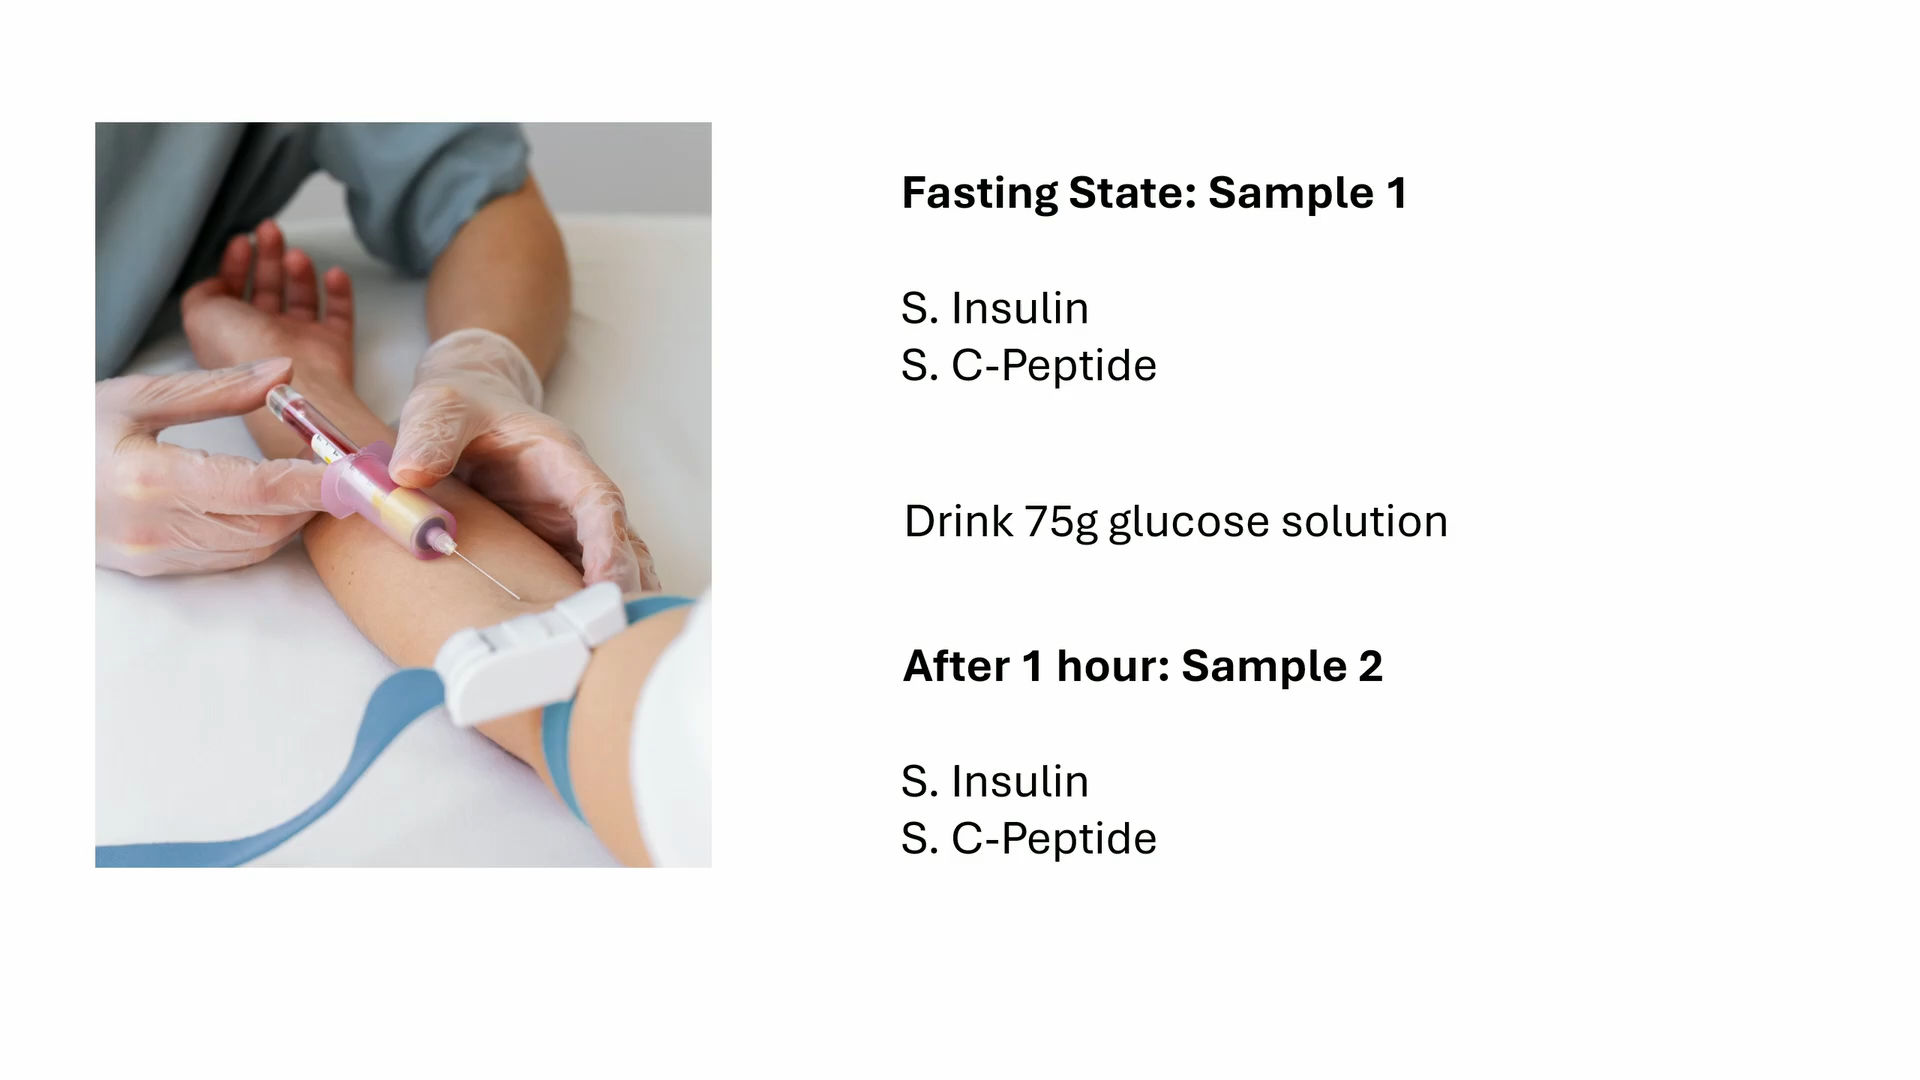 Fasting State: Sample 1
S. Insulin
S. C-Peptide
Drink 75g glucose solution
After 1 hour: Sample 2
S. Insulin
S. C-Peptide